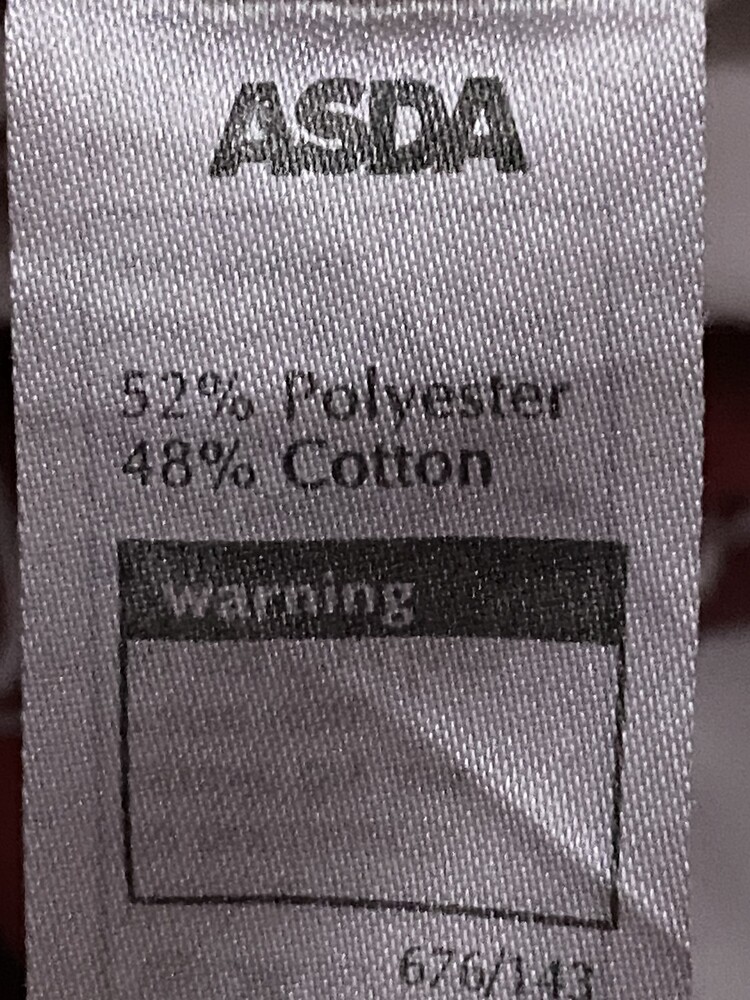 ASDA
52% Polyester
48% Cotton
warning
676/143